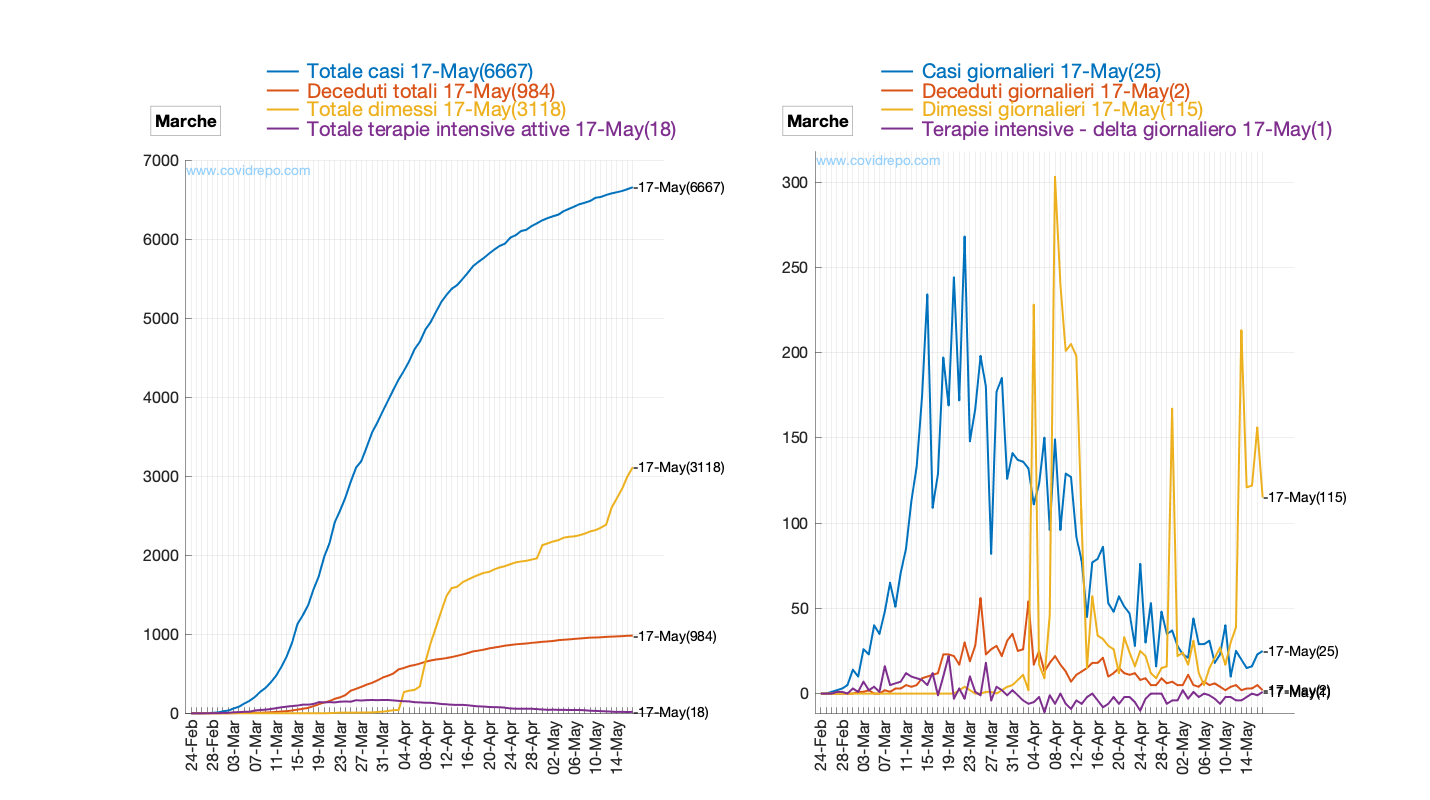 Totale casi 17-May(6667)
Deceduti totali 17-May(984)
Totale dimessi 17-May(3118)
Totale terapie intensive attive 17-May(18)
Marche
www.covidrepo.com
7000
6000
5000
4000
3000
2000
1000
0
-17-May(6667)
-17-May(3118)
-17-May(984)
-17-May(18)
24-Feb
28-Feb
03-Mar
07-Mar
11-Mar
15-Mar
19-Mar
23-Mar
27-Mar
31-Mar
04-Apr
08-Apr
12-Apr
16-Apr
20-Apr
24-Apr
28-Apr
02-May
06-May
10-May
14-May
Casi giornalieri 17-May(25)
Deceduti giornalieri 17-May(2)
Dimessi giornalieri 17-May(115)
Terapie intensive - delta giornaliero 17-May(1)
Marche
www.covidrepo.com
300
250
200
150
100
50
0
-17-May(115)
-17-May(25)
-17-May(2)
-17-May(1)
24-Feb
28-Feb
03-Mar
07-Mar
11-Mar
15-Mar
19-Mar
23-Mar
27-Mar
31-Mar
04-Apr
08-Apr
12-Apr
16-Apr
20-Apr
24-Apr
28-Apr
02-May
06-May
10-May
14-May